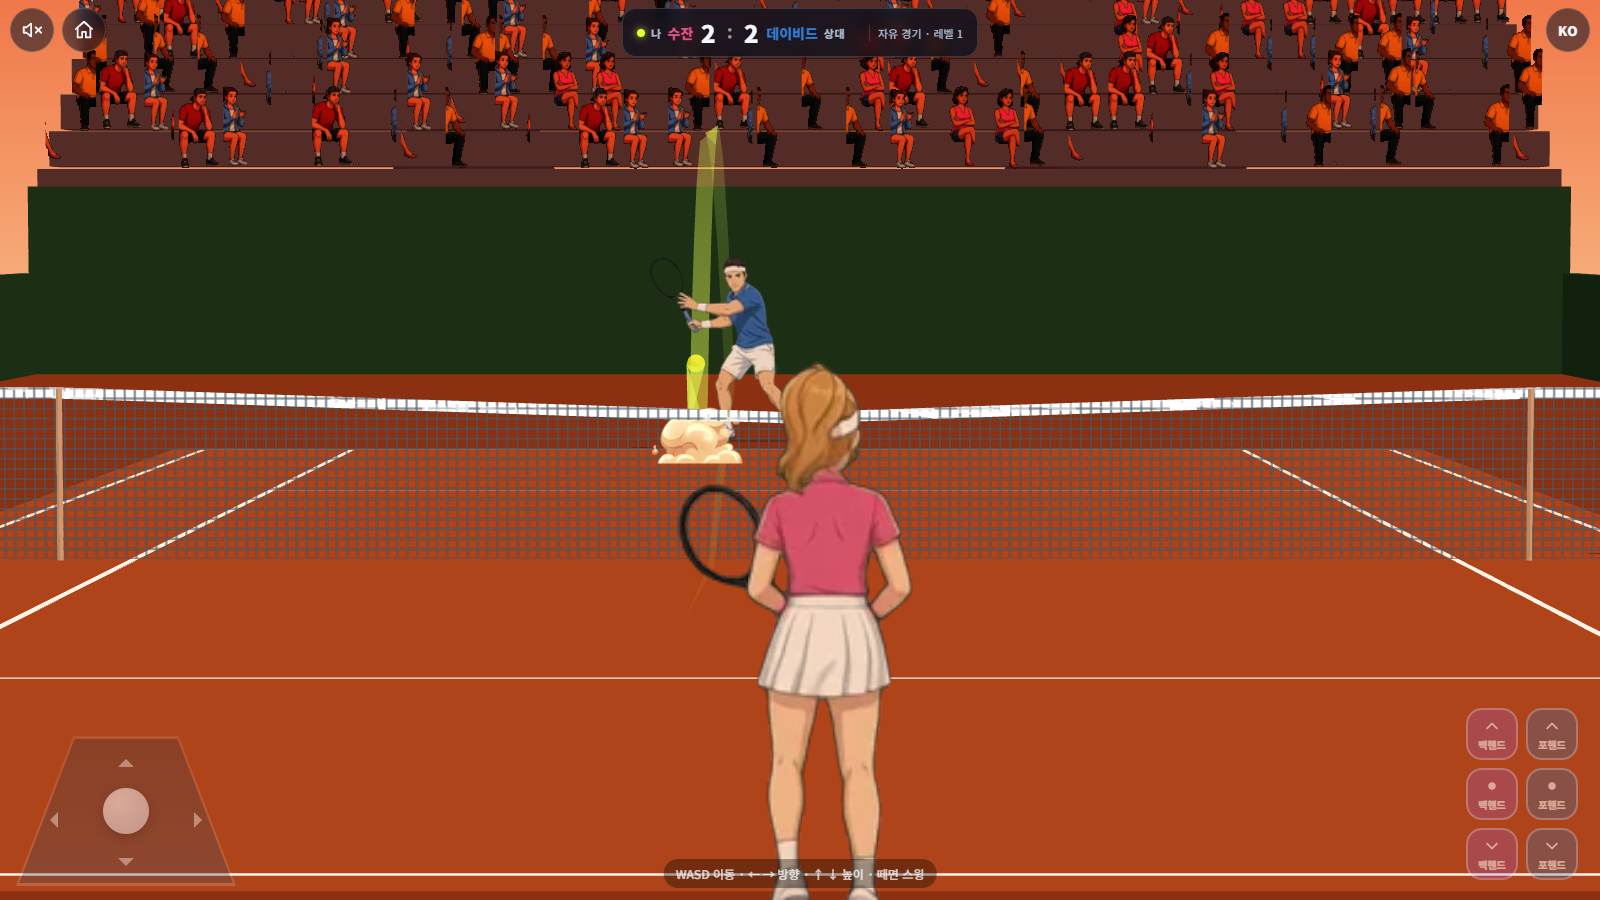 나 수잔 2 : 2 데이비드 상대 자유 경기 · 레벨 1
KO
백핸드 포핸드
백핸드 포핸드
백핸드 포핸드
WASD 이동 · ←→ 방향 · ↑↓ 높이 · 떼면 스윙